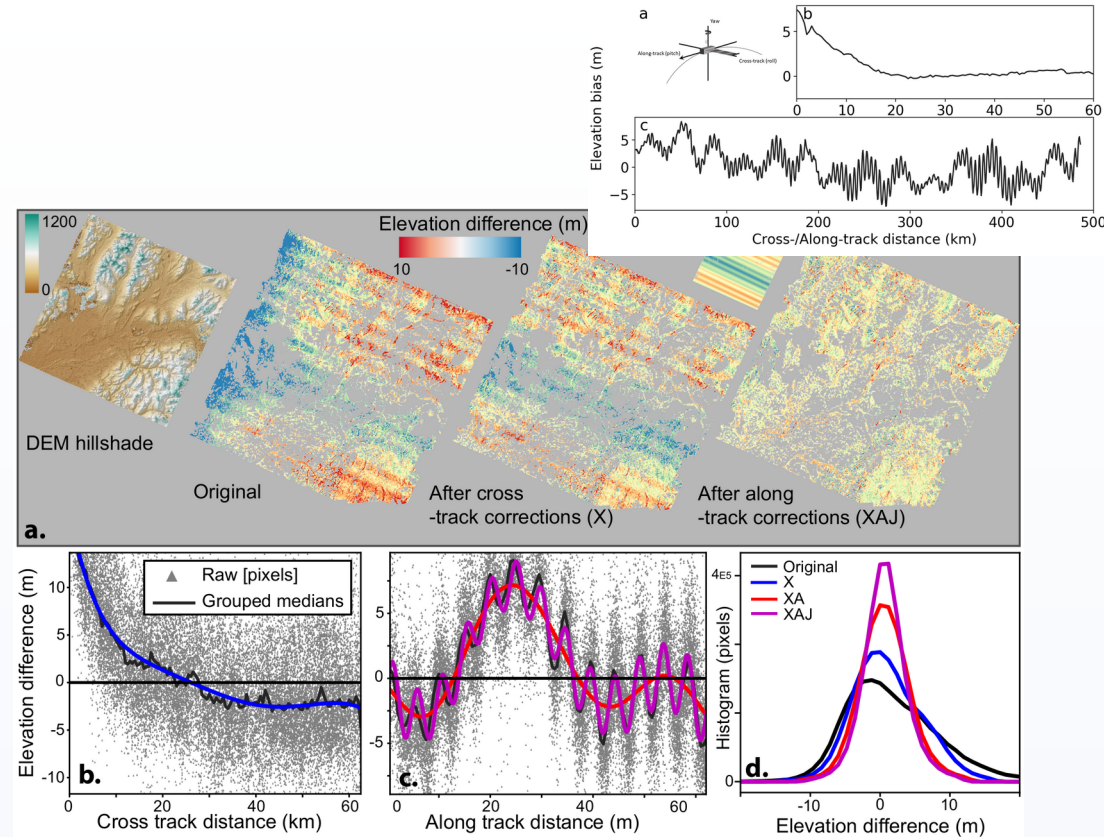 a
Yaw
Along-track (pitch)
Cross-track (roll)
b
5
0
0
10
20
30
40
50
60
Elevation bias (m)
c
5
0
−5
0
100
200
300
400
500
Cross-/Along-track distance (km)
1200
0
Elevation difference (m)
10
-10
DEM hillshade
Original
After cross
-track corrections (X)
After along
-track corrections (XAJ)
a.
Elevation difference (m)
10
5
0
-5
-10
Raw [pixels]
Grouped medians
b.
0
20
40
60
Cross track distance (km)
5
0
-5
c.
0
20
40
60
Along track distance (m)
Histogram (pixels)
4E5
0
Original
X
XA
XAJ
d.
-10
0
10
Elevation difference (m)